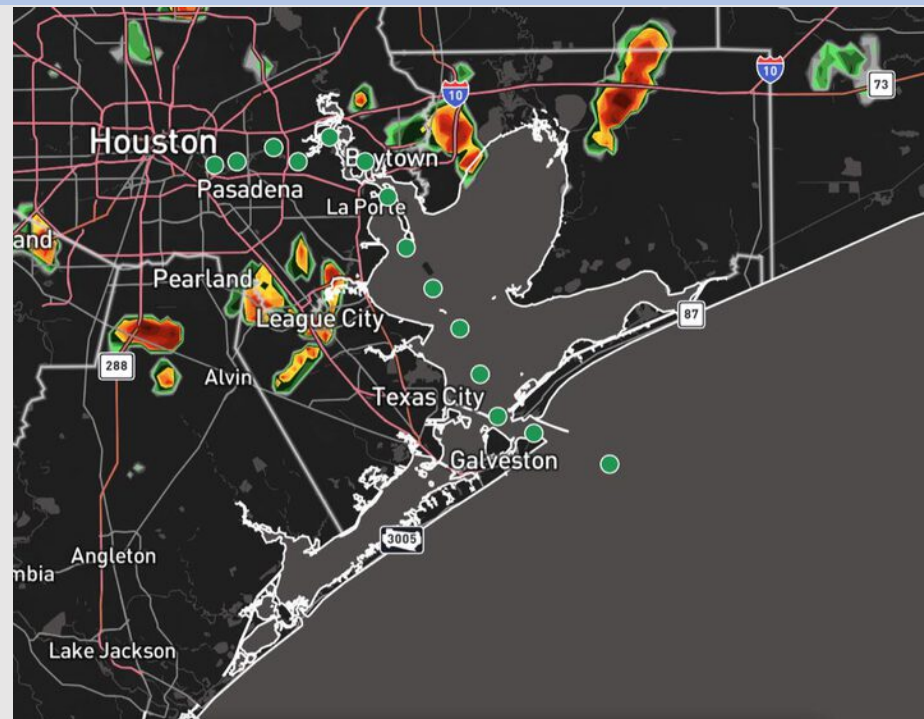 10
10
73
Houston
Baytown
Pasadena
La Porte
and
Pearland
League City
87
288
Alvin
Texas City
Galveston
3005
Angleton
mbia
Lake Jackson